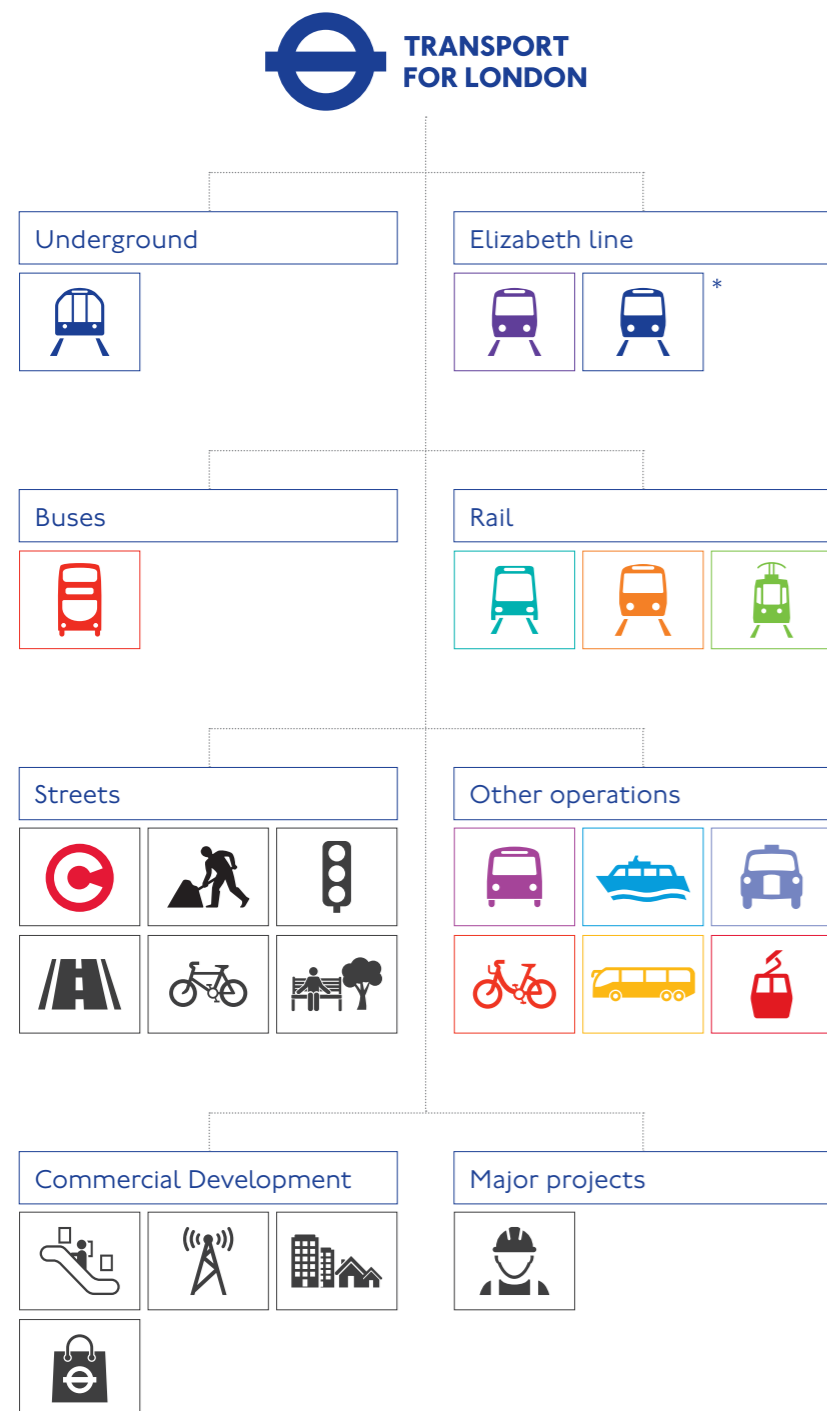 TRANSPORT
FOR LONDON
Underground
Elizabeth line
*
Buses
Rail
Streets
Other operations
Commercial Development
Major projects